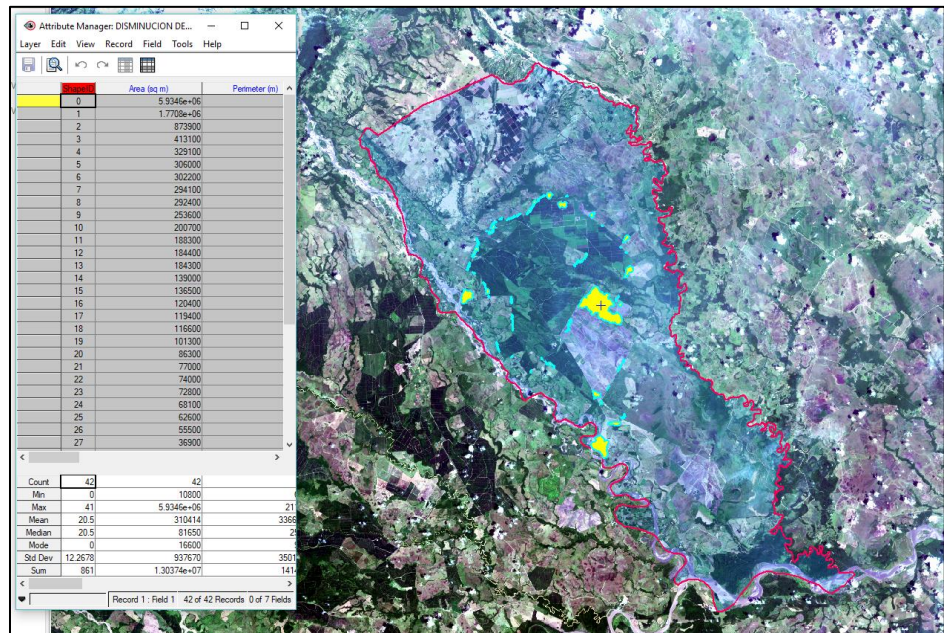 Attribute Manager: DISMINUCION DE...
Layer Edit View Record Field Tools Help
ShapeID Area (sq m) Perimeter (m)
0 5.9346e+06
1 1.7708e+06
2 873900
3 413100
4 329100
5 306000
6 302200
7 294100
8 292400
9 253600
10 200700
11 188300
12 184400
13 184300
14 139000
15 136500
16 120400
17 119400
18 116600
19 101300
20 86300
21 77000
22 74000
23 72800
24 68100
25 62600
26 55500
27 36900
Count 42 42
Min 0 10800
Max 41 5.9346e+06 21
Mean 20.5 310414 3366
Median 20.5 81650 29
Mode 0 16600
Std Dev 12.2678 937670 3501
Sum 861 1.30374e+07 141
Record 1 : Field 1 42 of 42 Records 0 of 7 Fields